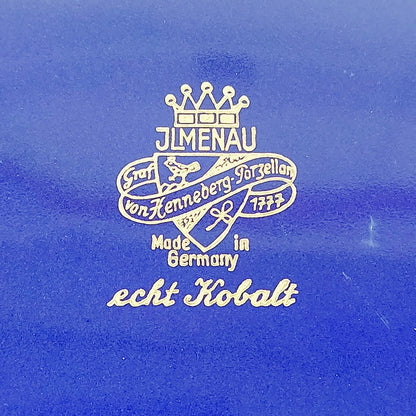 JLMENAU
Graf
von Henneberg-Porzellan
1777
Made in
Germany
echt Kobalt